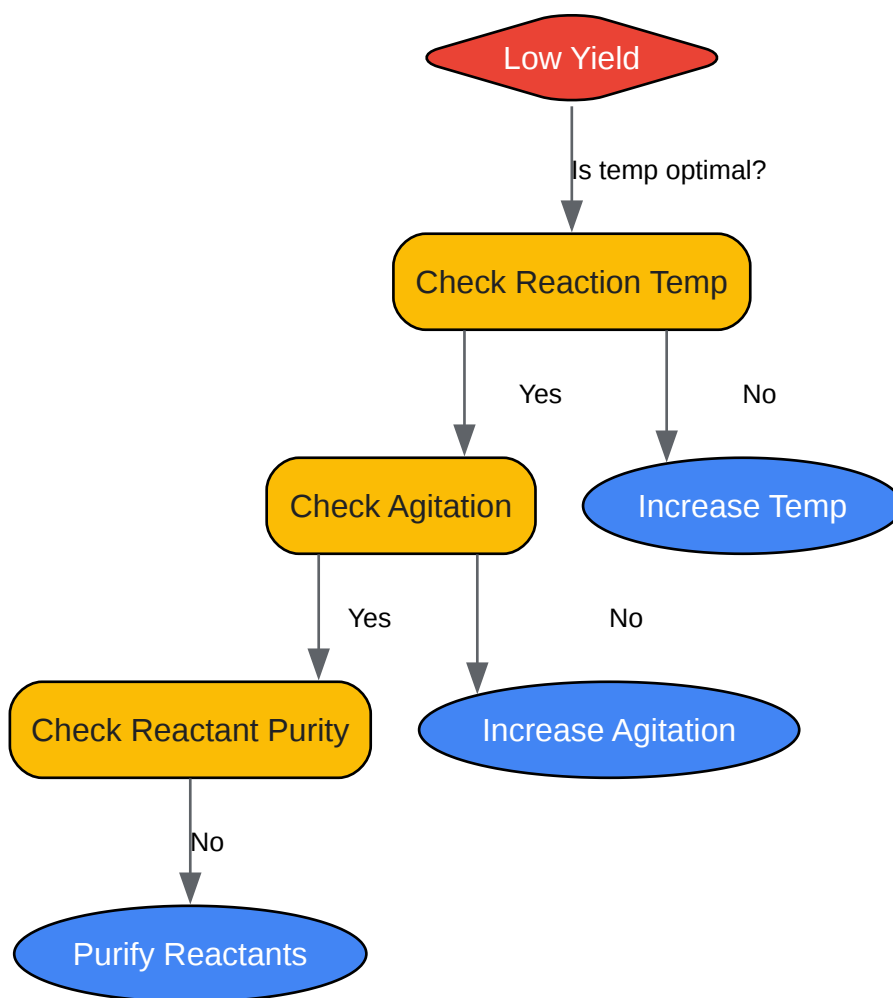 Low Yield
Is temp optimal?
Check Reaction Temp
Yes
No
Check Agitation
Increase Temp
Yes
No
Check Reactant Purity
Increase Agitation
No
Purify Reactants